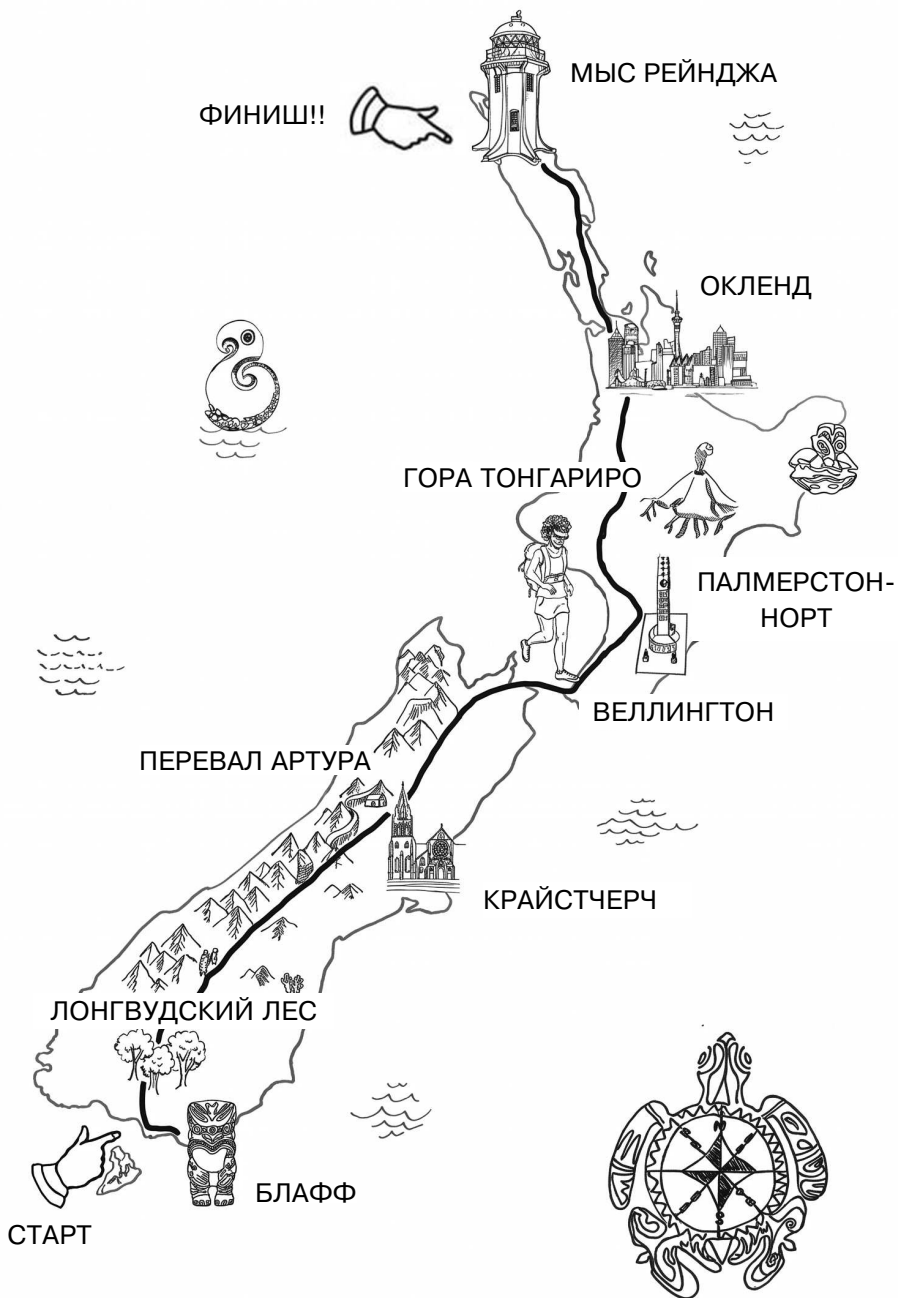 МЫС РЕЙНДЖА
ФИНИШ!!
ОКЛЕНД
ГОРА ТОНГАРИРО
ПАЛМЕРСТОН-
НОРТ
ВЕЛЛИНГТОН
ПЕРЕВАЛ АРТУРА
КРАЙСТЧЕРЧ
ЛОНГВУДСКИЙ ЛЕС
БЛАФФ
СТАРТ